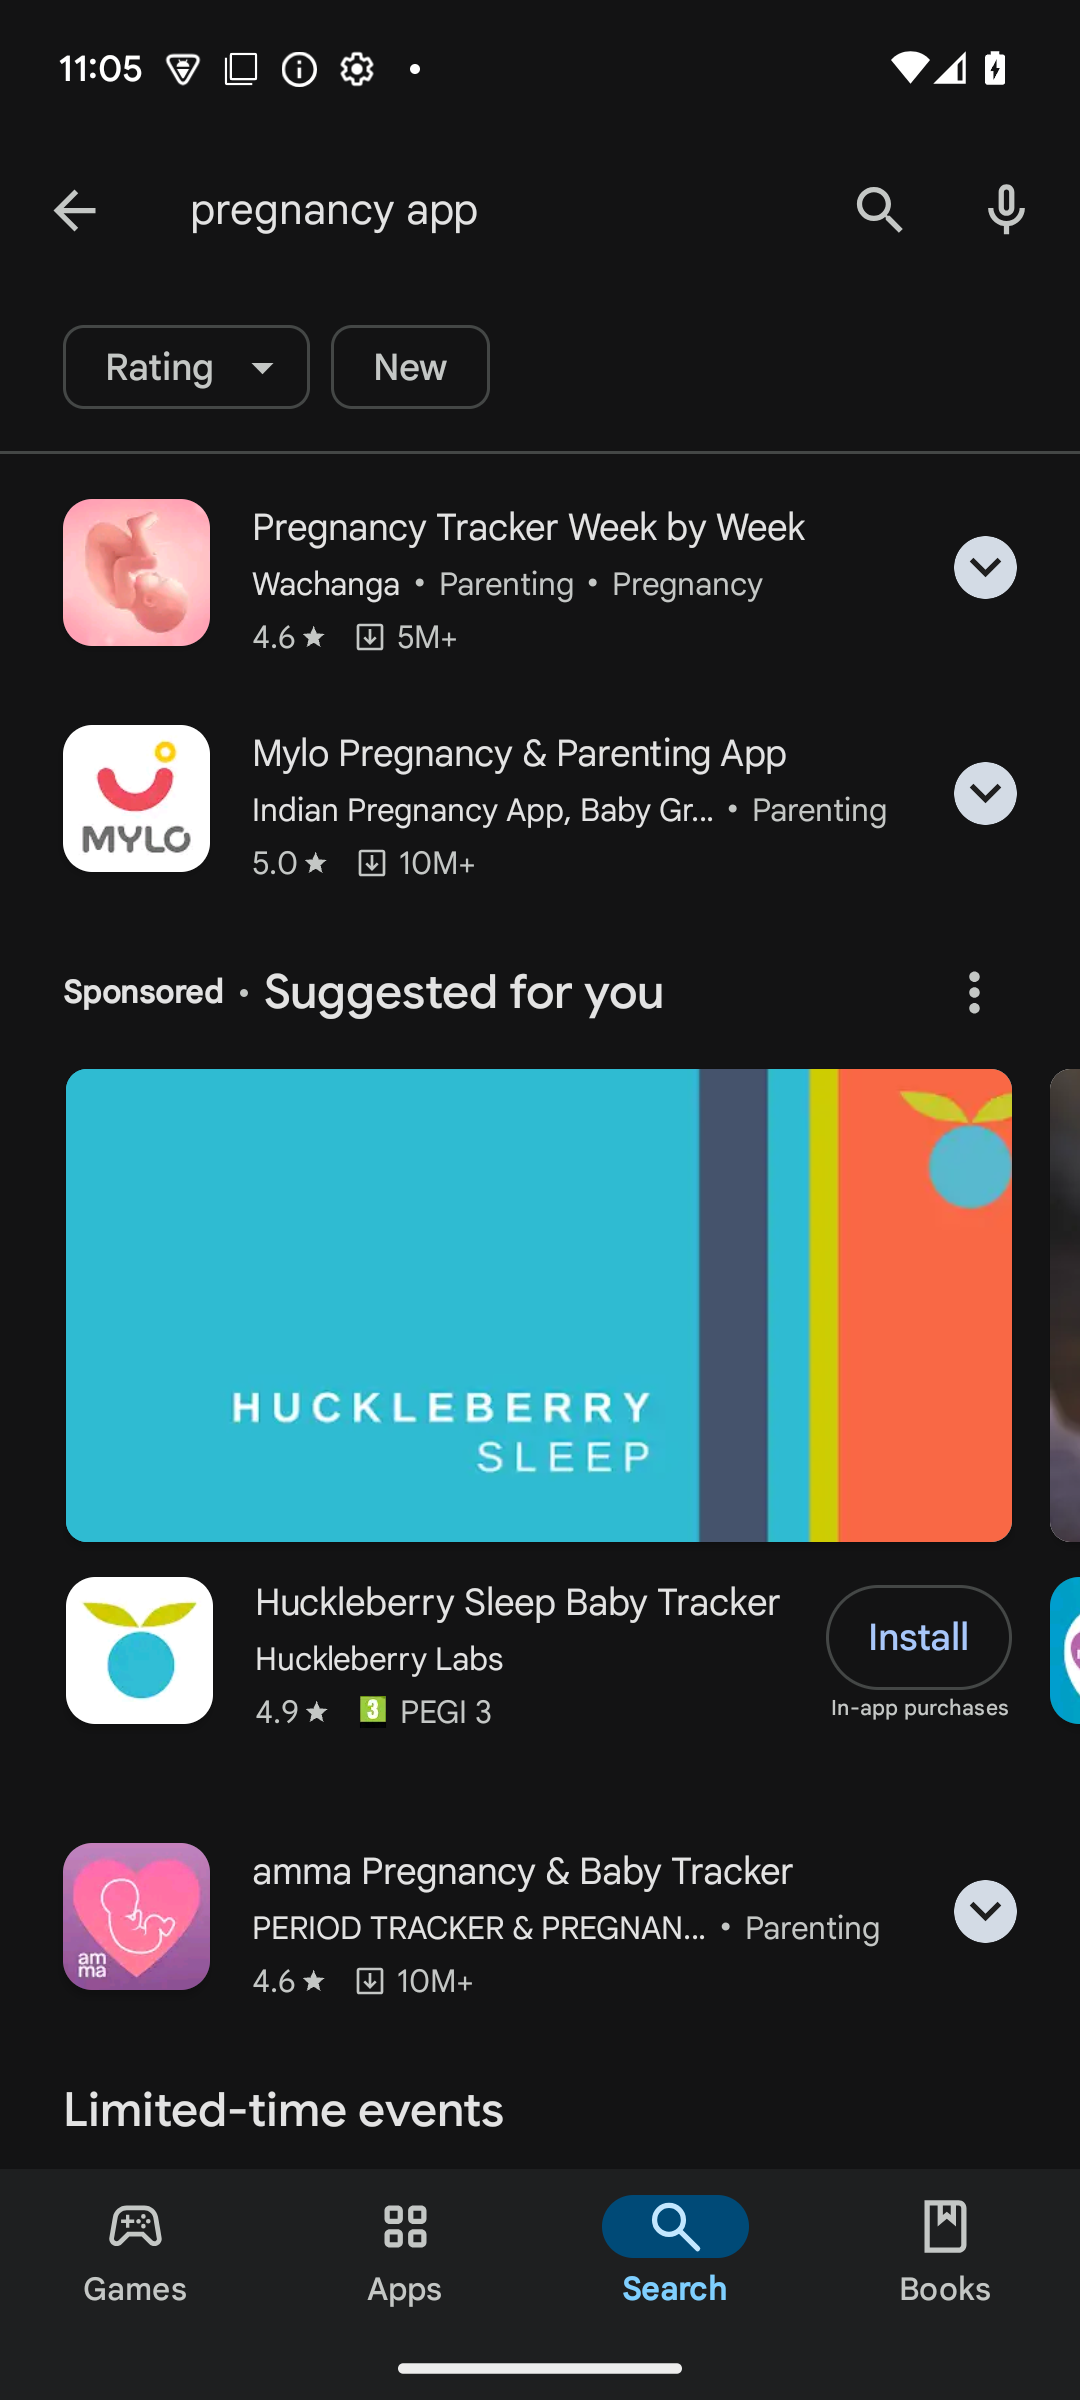 11:05
pregnancy app
Rating
New
Pregnancy Tracker Week by Week
Wachanga • Parenting • Pregnancy
4.6★ 5M+
MYLO
Mylo Pregnancy & Parenting App
Indian Pregnancy App, Baby Gr... • Parenting
5.0★ 10M+
Sponsored · Suggested for you
HUCKLEBERRY
SLEEP
Huckleberry Sleep Baby Tracker
Huckleberry Labs
4.9★ 3 PEGI 3
Install
In-app purchases
am
ma
amma Pregnancy & Baby Tracker
PERIOD TRACKER & PREGNAN... • Parenting
4.6★ 10M+
Limited-time events
Games
Apps
Search
Books